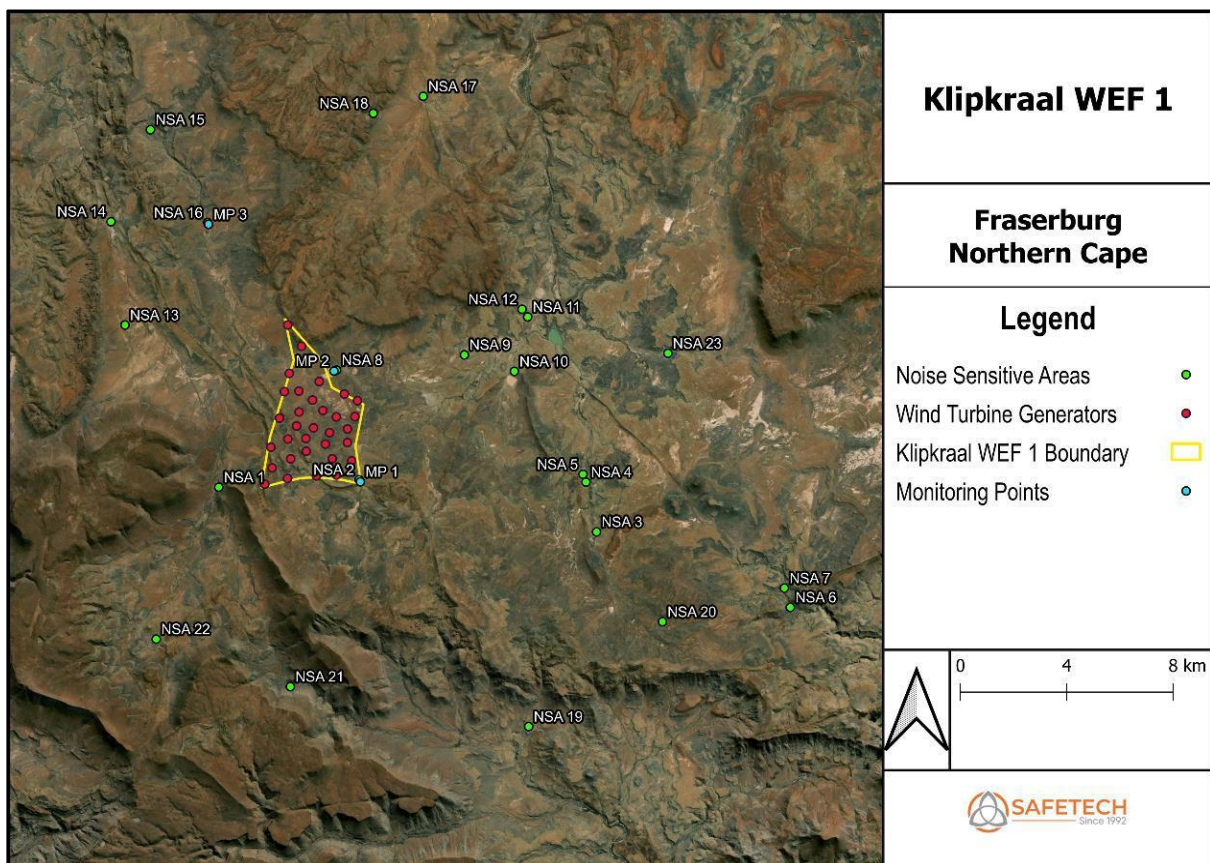 NSA 17
NSA 18
NSA 15
NSA 14
NSA 16
MP 3
NSA 13
NSA 12
NSA 11
NSA 9
NSA 10
NSA 23
MP 2
NSA 8
NSA 5
NSA 4
NSA 1
NSA 2
MP 1
NSA 3
NSA 7
NSA 6
NSA 20
NSA 22
NSA 21
NSA 19
Klipkraal WEF 1
Fraserburg
Northern Cape
Legend
Noise Sensitive Areas
Wind Turbine Generators
Klipkraal WEF 1 Boundary
Monitoring Points
0 4 8 km
SAFETECH
Since 1992